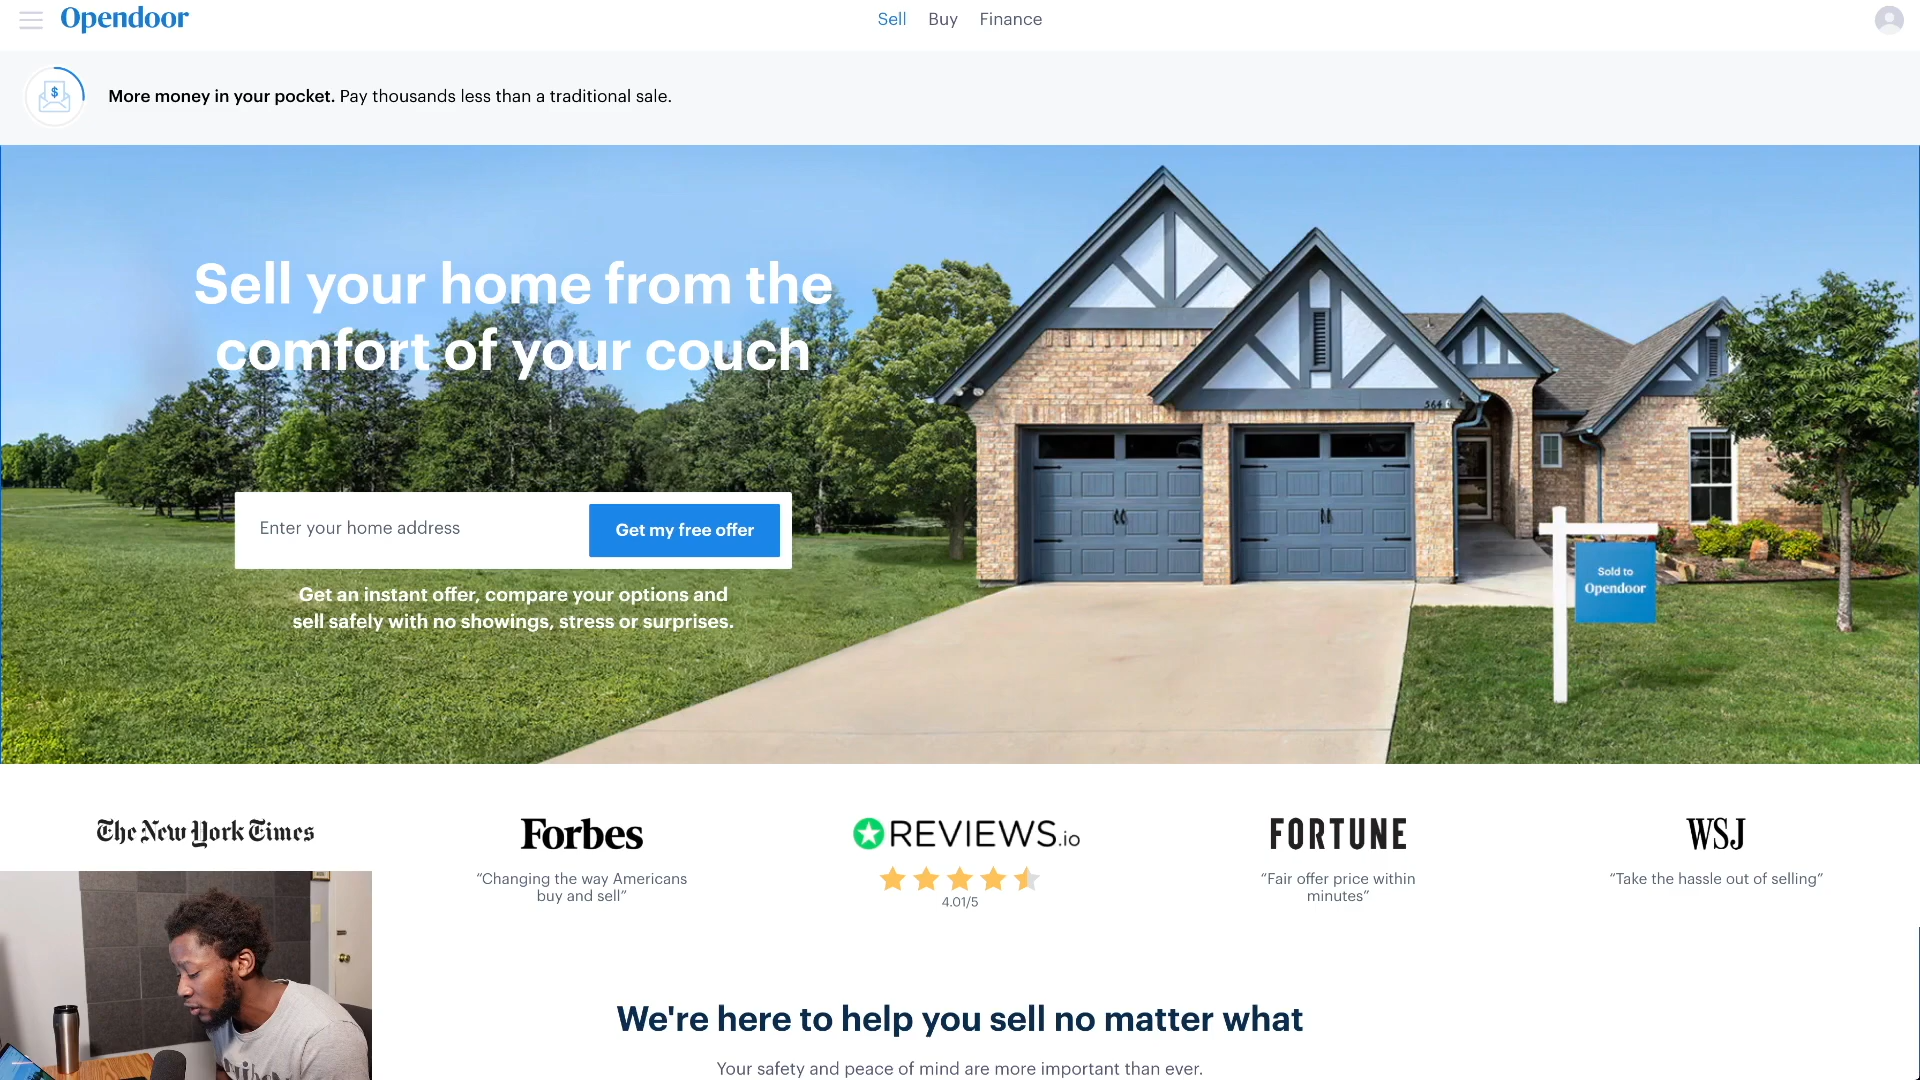 Opendoor
Sell Buy Finance
$
More money in your pocket. Pay thousands less than a traditional sale.
Sell your home from the
comfort of your couch
564
Enter your home address
Get my free offer
Get an instant offer, compare your options and
sell safely with no showings, stress or surprises.
Sold to
Opendoor
The New York Times
Forbes
“Changing the way Americans
buy and sell”
REVIEWS.io
4.01/5
FORTUNE
“Fair offer price within
minutes”
WSJ
“Take the hassle out of selling”
We're here to help you sell no matter what
Your safety and peace of mind are more important than ever.